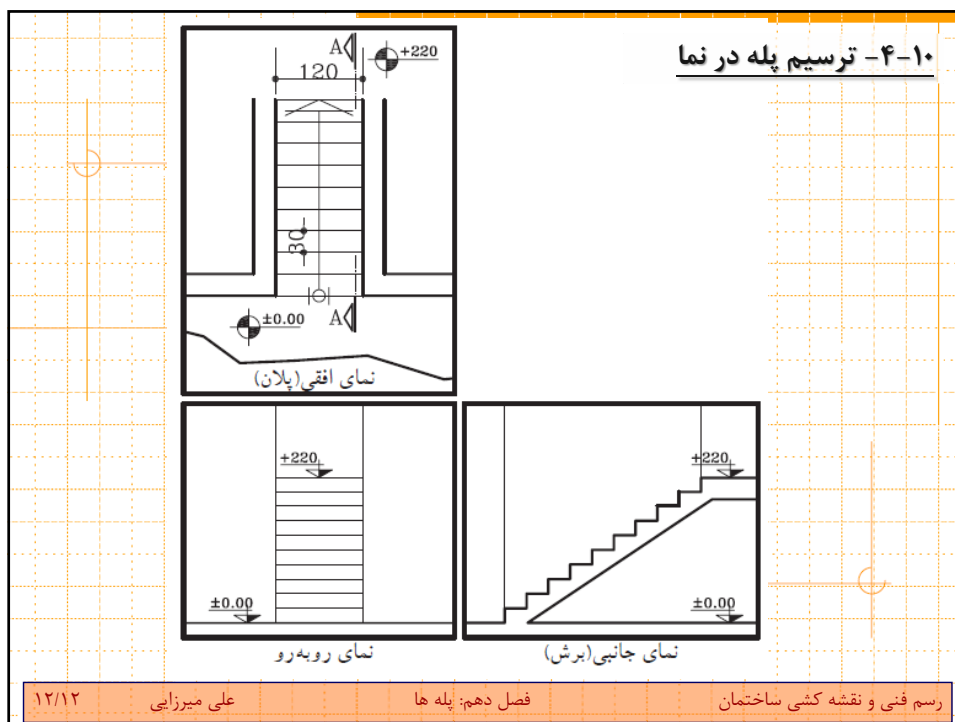 ۱۰-۴- ترسیم پله در نما
A
+220
120
30
A
±0.00
نمای افقی(پلان)
+220
±0.00
نمای روبه‌رو
+220
±0.00
نمای جانبی(برش)
رسم فنی و نقشه کشی ساختمان فصل دهم: پله ها علی میرزایی ۱۲/۱۲